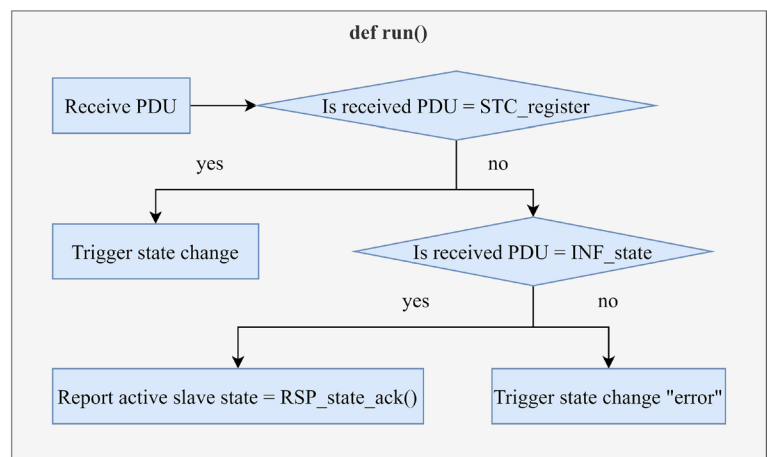 def run()
Receive PDU
Is received PDU = STC_register
yes
no
Trigger state change
Is received PDU = INF_state
yes
no
Report active slave state = RSP_state_ack()
Trigger state change "error"